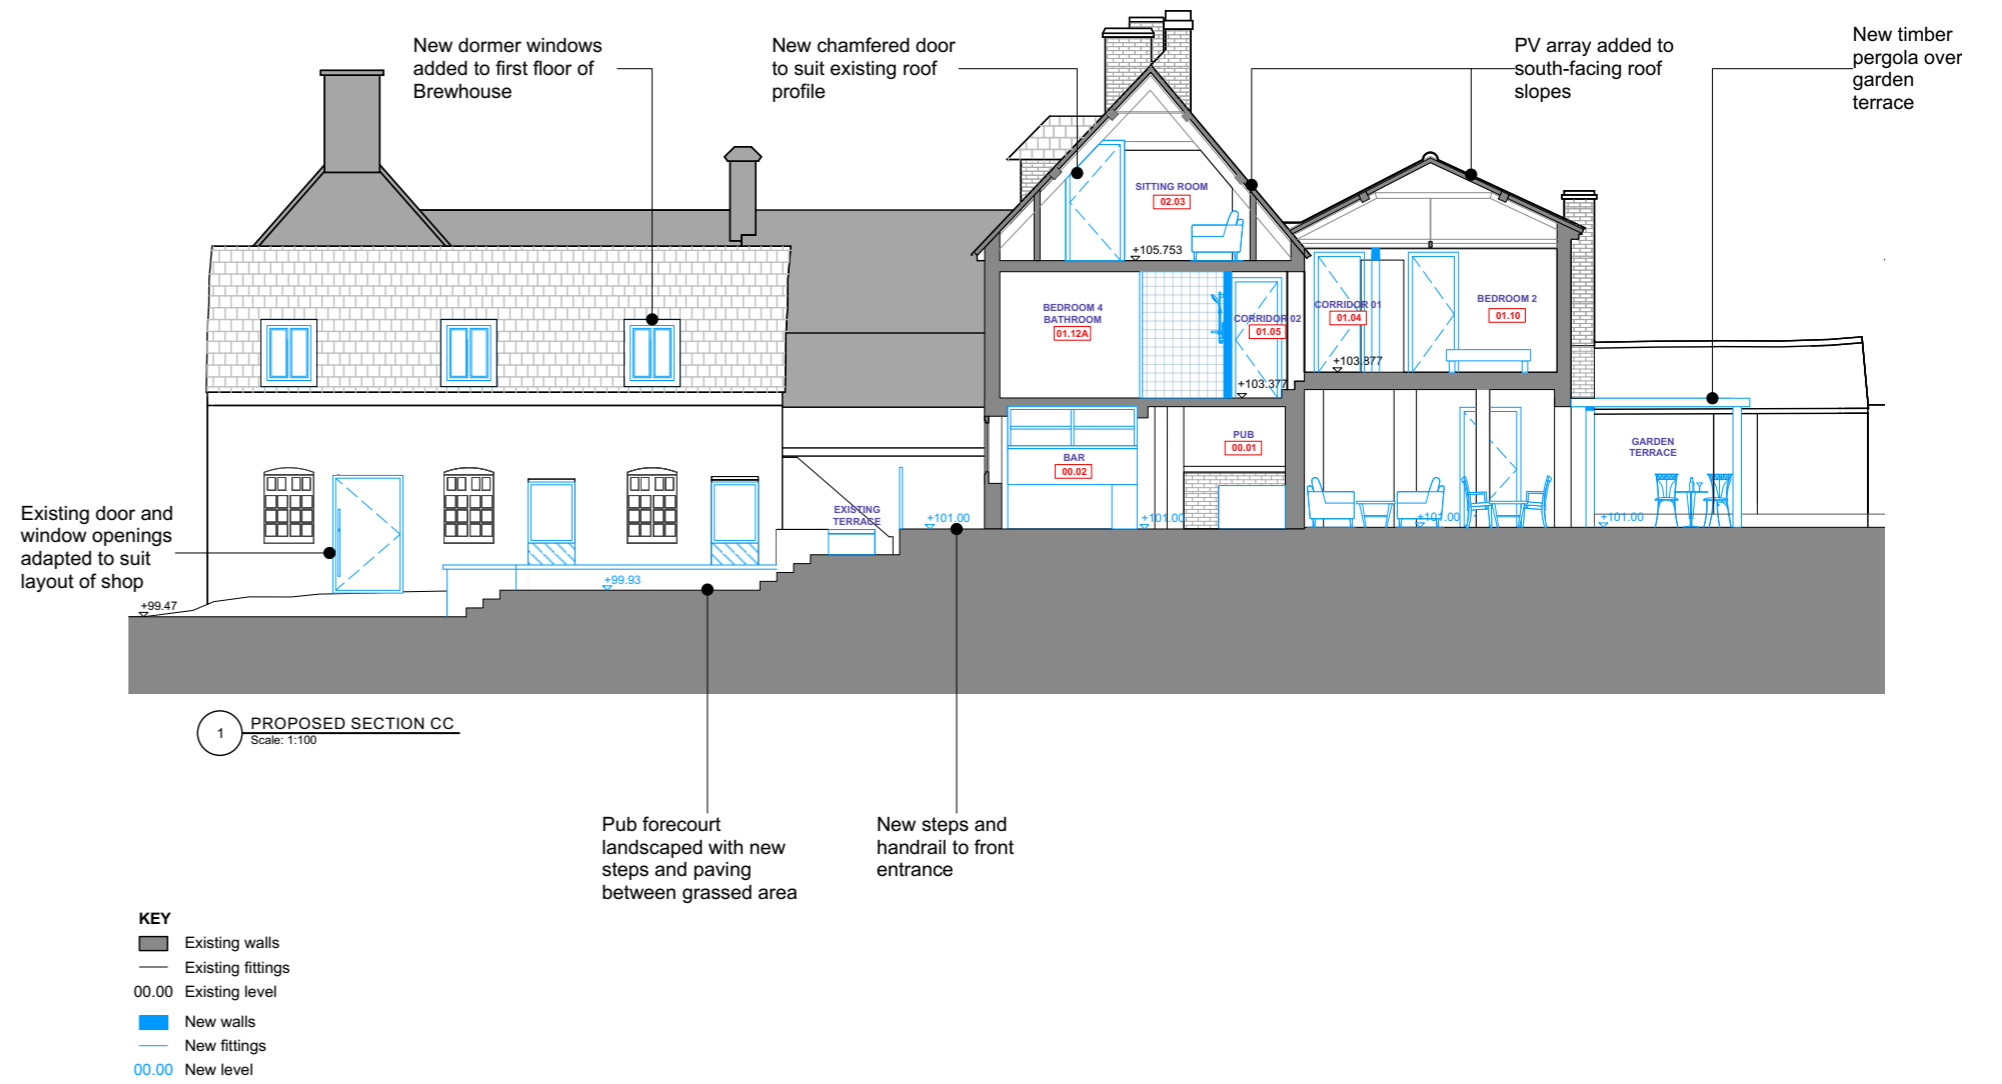 New dormer windows
added to first floor of
Brewhouse
New chamfered door
to suit existing roof
profile
PV array added to
south-facing roof
slopes
New timber
pergola over
garden
terrace
SITTING ROOM
02.03
+105.753
BEDROOM 4
BATHROOM
01.12A
CORRIDOR 02
01.05
+103.377
CORRIDOR 01
01.04
+103.877
BEDROOM 2
01.10
BAR
00.02
PUB
00.01
GARDEN
TERRACE
EXISTING
TERRACE
+101.00
+101.00
+101.00
+101.00
Existing door and
window openings
adapted to suit
layout of shop
+99.93
+99.47
1
PROPOSED SECTION CC
Scale: 1:100
Pub forecourt
landscaped with new
steps and paving
between grassed area
New steps and
handrail to front
entrance
KEY
Existing walls
Existing fittings
00.00 Existing level
New walls
New fittings
00.00 New level